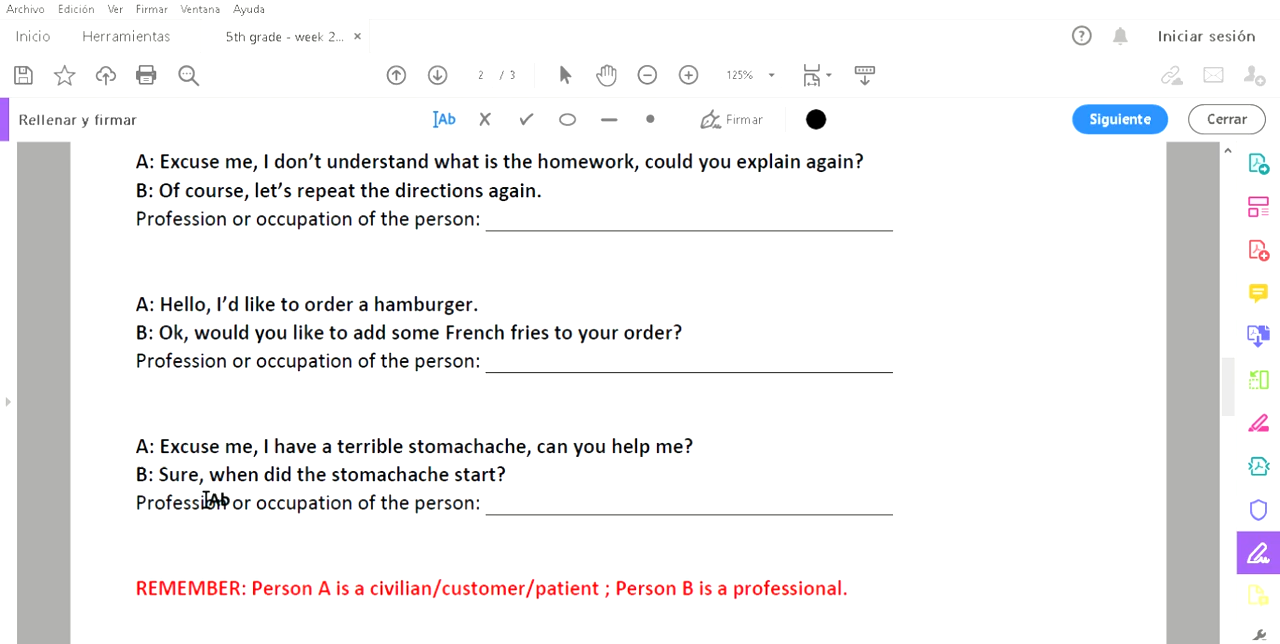 Archivo Edición Ver Firmar Ventana Ayuda
Inicio Herramientas 5th grade - week 2... × ? Iniciar sesión
2 / 3 125%
Rellenar y firmar IAb Firmar Siguiente Cerrar
A: Excuse me, I don't understand what is the homework, could you explain again?
B: Of course, let's repeat the directions again.
Profession or occupation of the person:
A: Hello, I'd like to order a hamburger.
B: Ok, would you like to add some French fries to your order?
Profession or occupation of the person:
A: Excuse me, I have a terrible stomachache, can you help me?
B: Sure, when did the stomachache start?
Profession or occupation of the person:
REMEMBER: Person A is a civilian/customer/patient ; Person B is a professional.